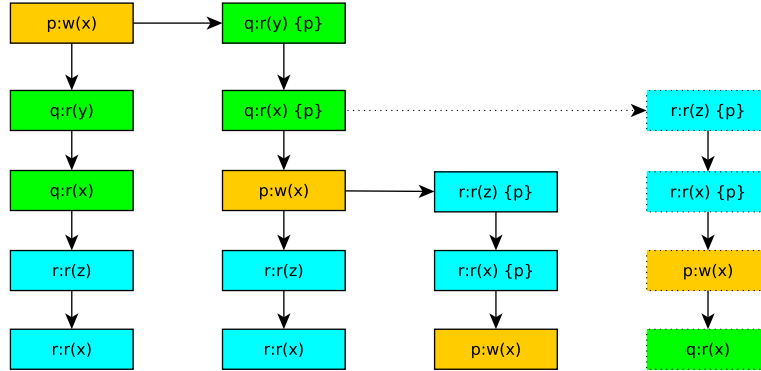 p:w(x)
q:r(y) {p}
q:r(y)
q:r(x) {p}
r:r(z) {p}
q:r(x)
p:w(x)
r:r(z) {p}
r:r(x) {p}
r:r(z)
r:r(z)
r:r(x) {p}
p:w(x)
r:r(x)
r:r(x)
p:w(x)
q:r(x)